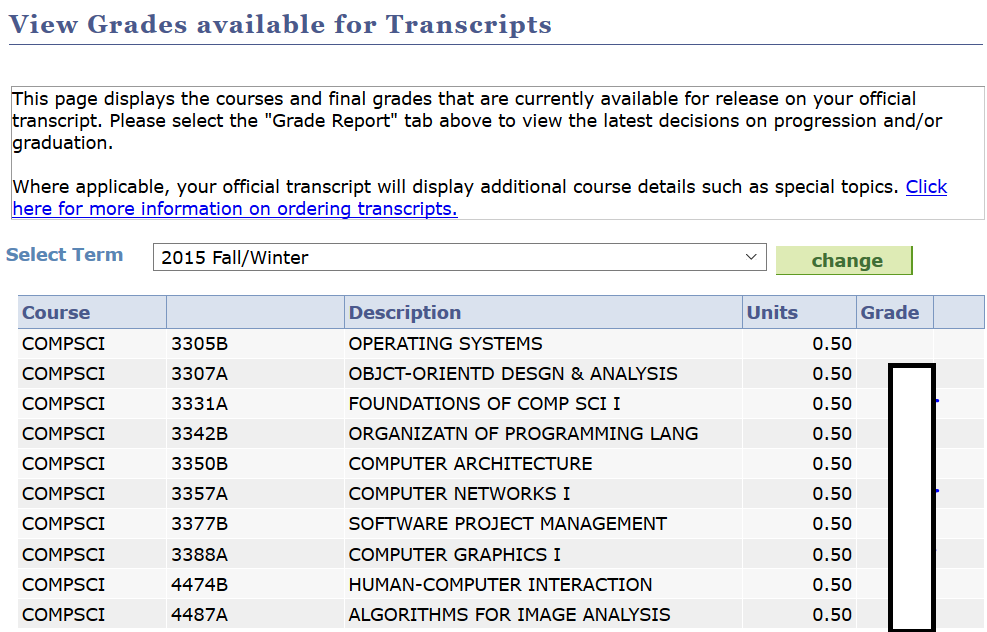 View Grades available for Transcripts
This page displays the courses and final grades that are currently available for release on your official
transcript. Please select the "Grade Report" tab above to view the latest decisions on progression and/or
graduation.
Where applicable, your official transcript will display additional course details such as special topics. Click
here for more information on ordering transcripts.
Select Term 2015 Fall/Winter change
Course Description Units Grade
COMPSCI 3305B OPERATING SYSTEMS 0.50
COMPSCI 3307A OBJCT-ORIENTD DESGN & ANALYSIS 0.50
COMPSCI 3331A FOUNDATIONS OF COMP SCI I 0.50
COMPSCI 3342B ORGANIZATN OF PROGRAMMING LANG 0.50
COMPSCI 3350B COMPUTER ARCHITECTURE 0.50
COMPSCI 3357A COMPUTER NETWORKS I 0.50
COMPSCI 3377B SOFTWARE PROJECT MANAGEMENT 0.50
COMPSCI 3388A COMPUTER GRAPHICS I 0.50
COMPSCI 4474B HUMAN-COMPUTER INTERACTION 0.50
COMPSCI 4487A ALGORITHMS FOR IMAGE ANALYSIS 0.50